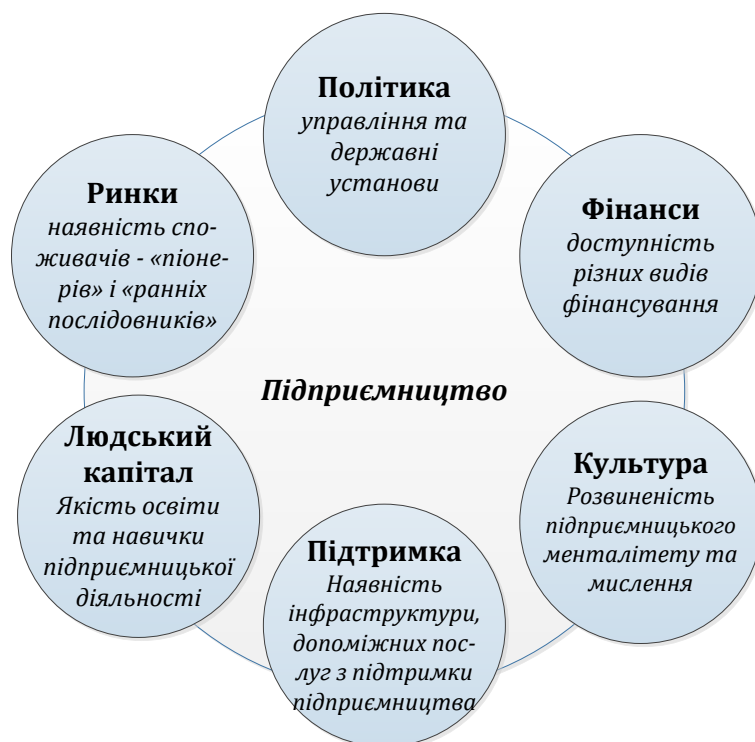 Політика
управління та
державні
установи
Ринки
наявність спо-
живачів - «піоне-
рів» і «ранніх
послідовників»
Фінанси
доступність
різних видів
фінансування
Підприємництво
Людський
капітал
Якість освіти
та навички
підприємницької
діяльності
Культура
Розвиненість
підприємницького
менталітету та
мислення
Підтримка
Наявність
інфраструктури,
допоміжних пос-
луг з підтримки
підприємництва